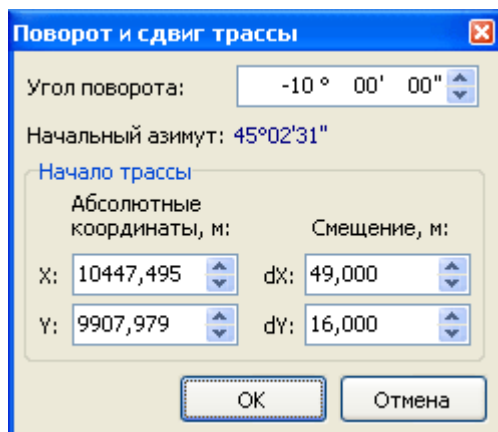 Поворот и сдвиг трассы
Угол поворота: -10 ° 00' 00"
Начальный азимут: 45°02'31"
Начало трассы
Абсолютные
координаты, м: Смещение, м:
X: 10447,495 dX: 49,000
Y: 9907,979 dY: 16,000
OK Отмена